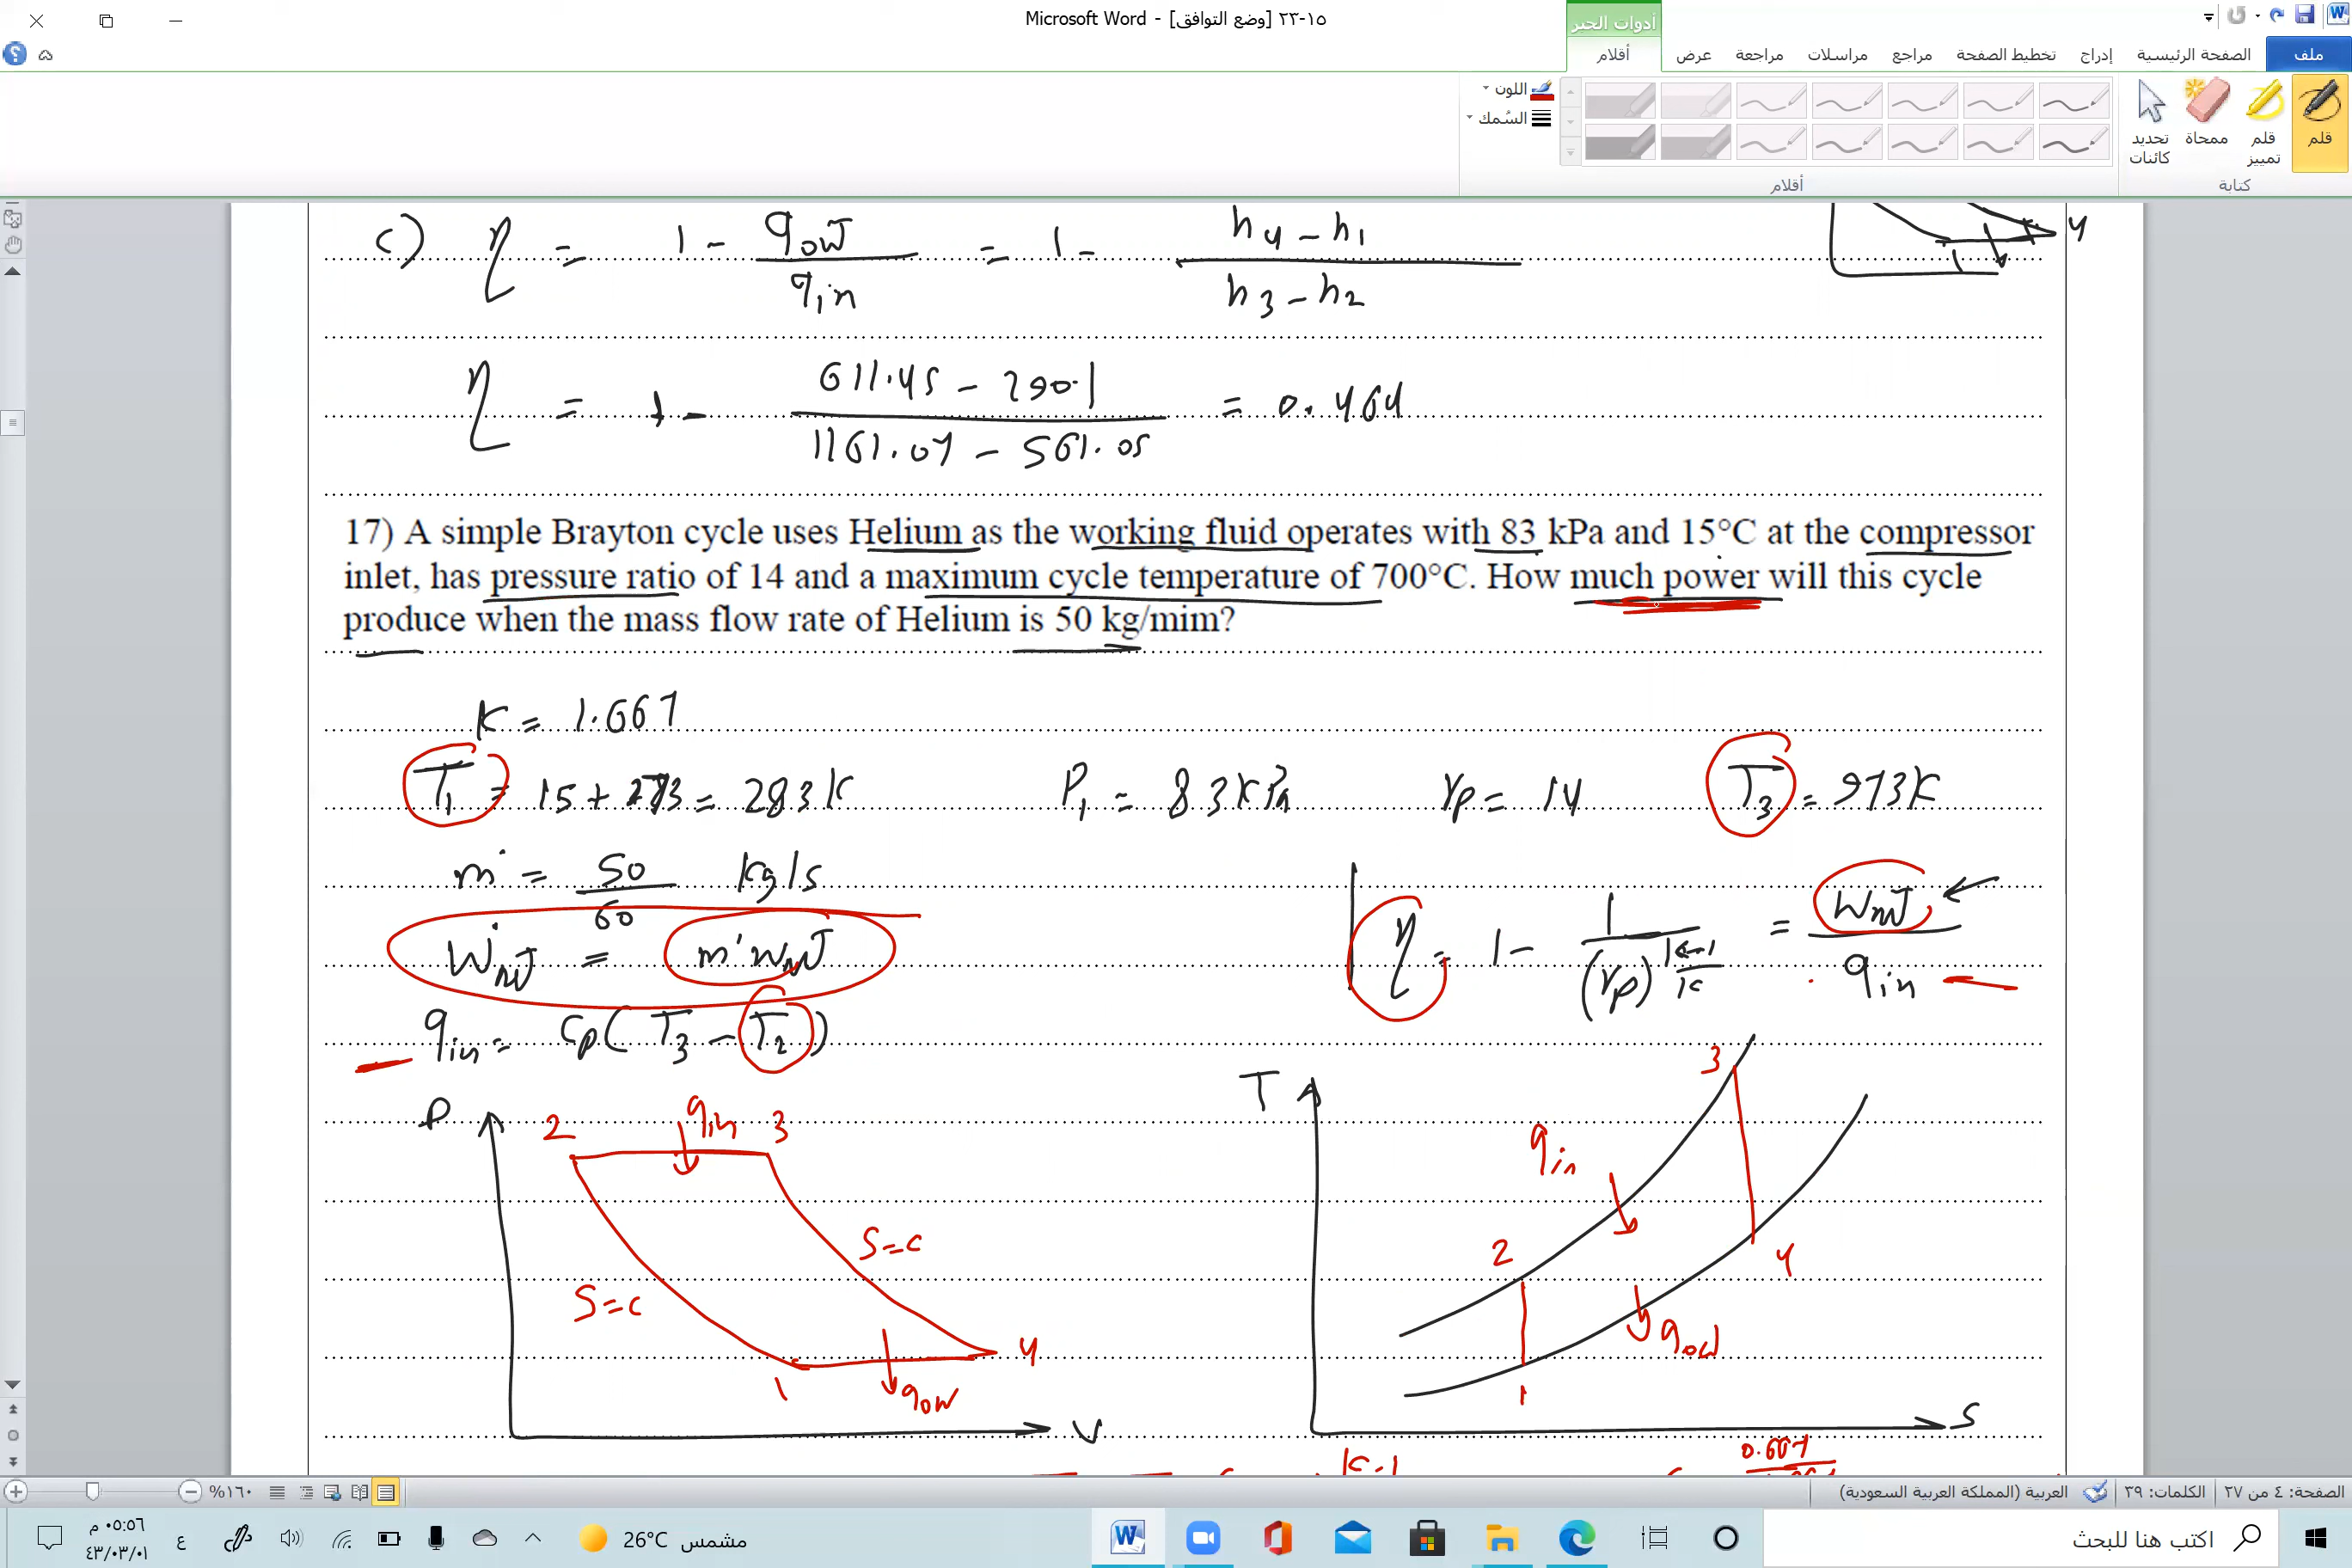 ١٥-٢٣ [وضع التوافق] - Microsoft Word
أدوات الحبر
ملف
الصفحة الرئيسية
إدراج
تخطيط الصفحة
مراجع
مراسلات
مراجعة
عرض
أقلام
قلم
قلم تمييز
ممحاة
تحديد كائنات
اللون
السُمك
كتابة
أقلام
c) η = 1 - qout/qin = 1 - (h4 - h1)/(h3 - h2)
4
η = 1 - (611.45 - 290.1)/(1161.07 - 561.05) = 0.464
17) A simple Brayton cycle uses Helium as the working fluid operates with 83 kPa and 15°C at the compressor
inlet, has pressure ratio of 14 and a maximum cycle temperature of 700°C. How much power will this cycle
produce when the mass flow rate of Helium is 50 kg/mim?
K = 1.667
T1 = 15 + 273 = 283 K P1 = 83 kPa rp = 14 T3 = 973 K
ṁ = 50/60 kg/s
Ẇnet = ṁ wnet
η = 1 - 1/(rp)^((k-1)/k) = wnet/qin
qin = Cp(T3 - T2)
P
2
qin
3
S=c
S=c
1
qout
4
V
T
3
qin
2
4
qout
1
S
K-1
0.667
الصفحة: ٤ من ٢٧
الكلمات: ٣٩
العربية (المملكة العربية السعودية)
%١٦٠
اكتب هنا للبحث
26°C مشمس
ع
٠٥:٥٦ م
٤٣/٠٣/٠١